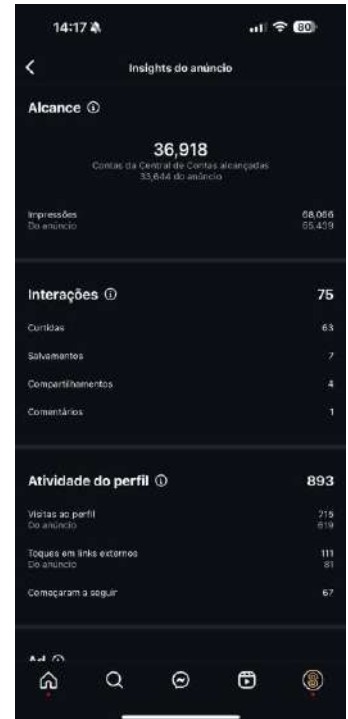 14:17
80
Insights do anúncio
Alcance
36,918
Contas da Central de Contas alcançadas
33,644 do anúncio
Impressões 68,066
Do anúncio 65,439
Interações 75
Curtidas 63
Salvamentos 7
Compartilhamentos 4
Comentários 1
Atividade do perfil 893
Visitas ao perfil 715
Do anúncio 619
Toques em links externos 111
Do anúncio 81
Começaram a seguir 67
Ad